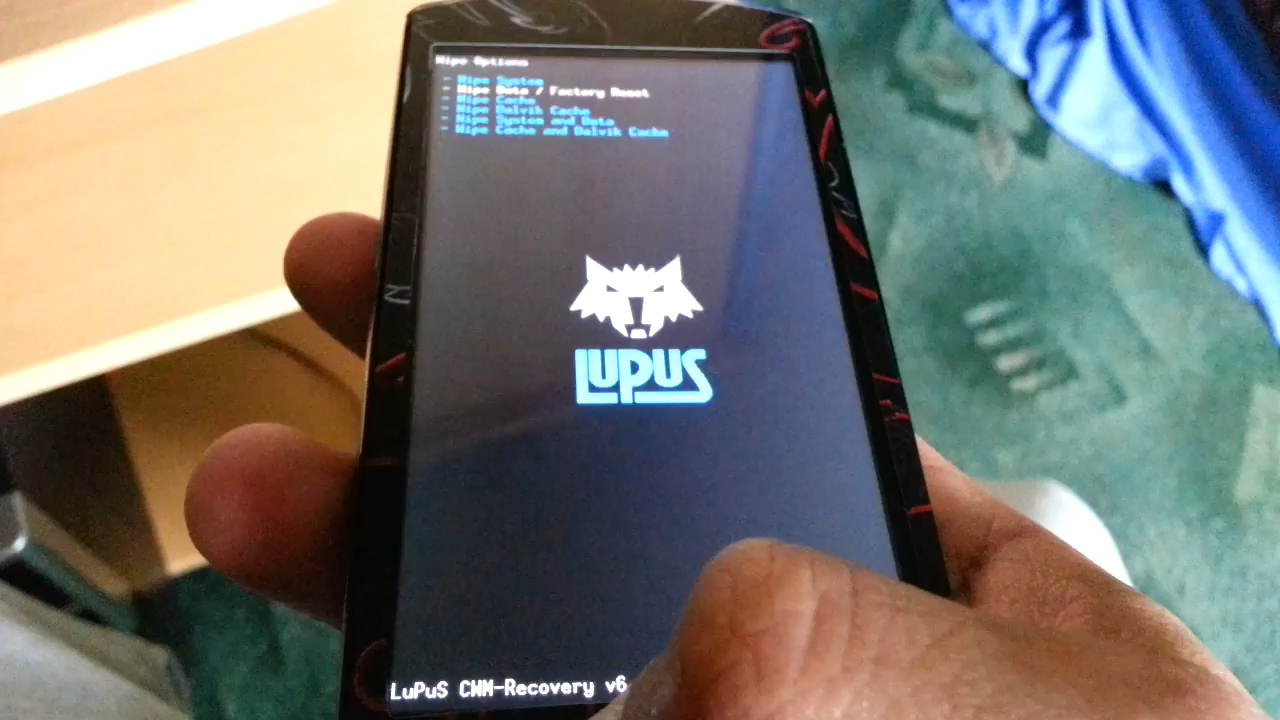 Wipe Options
- Wipe System
- Wipe Data / Factory Reset
- Wipe Cache
- Wipe Dalvik Cache
- Wipe System and Data
- Wipe Cache and Dalvik Cache
LUPUS
LuPuS CWM-Recovery v6